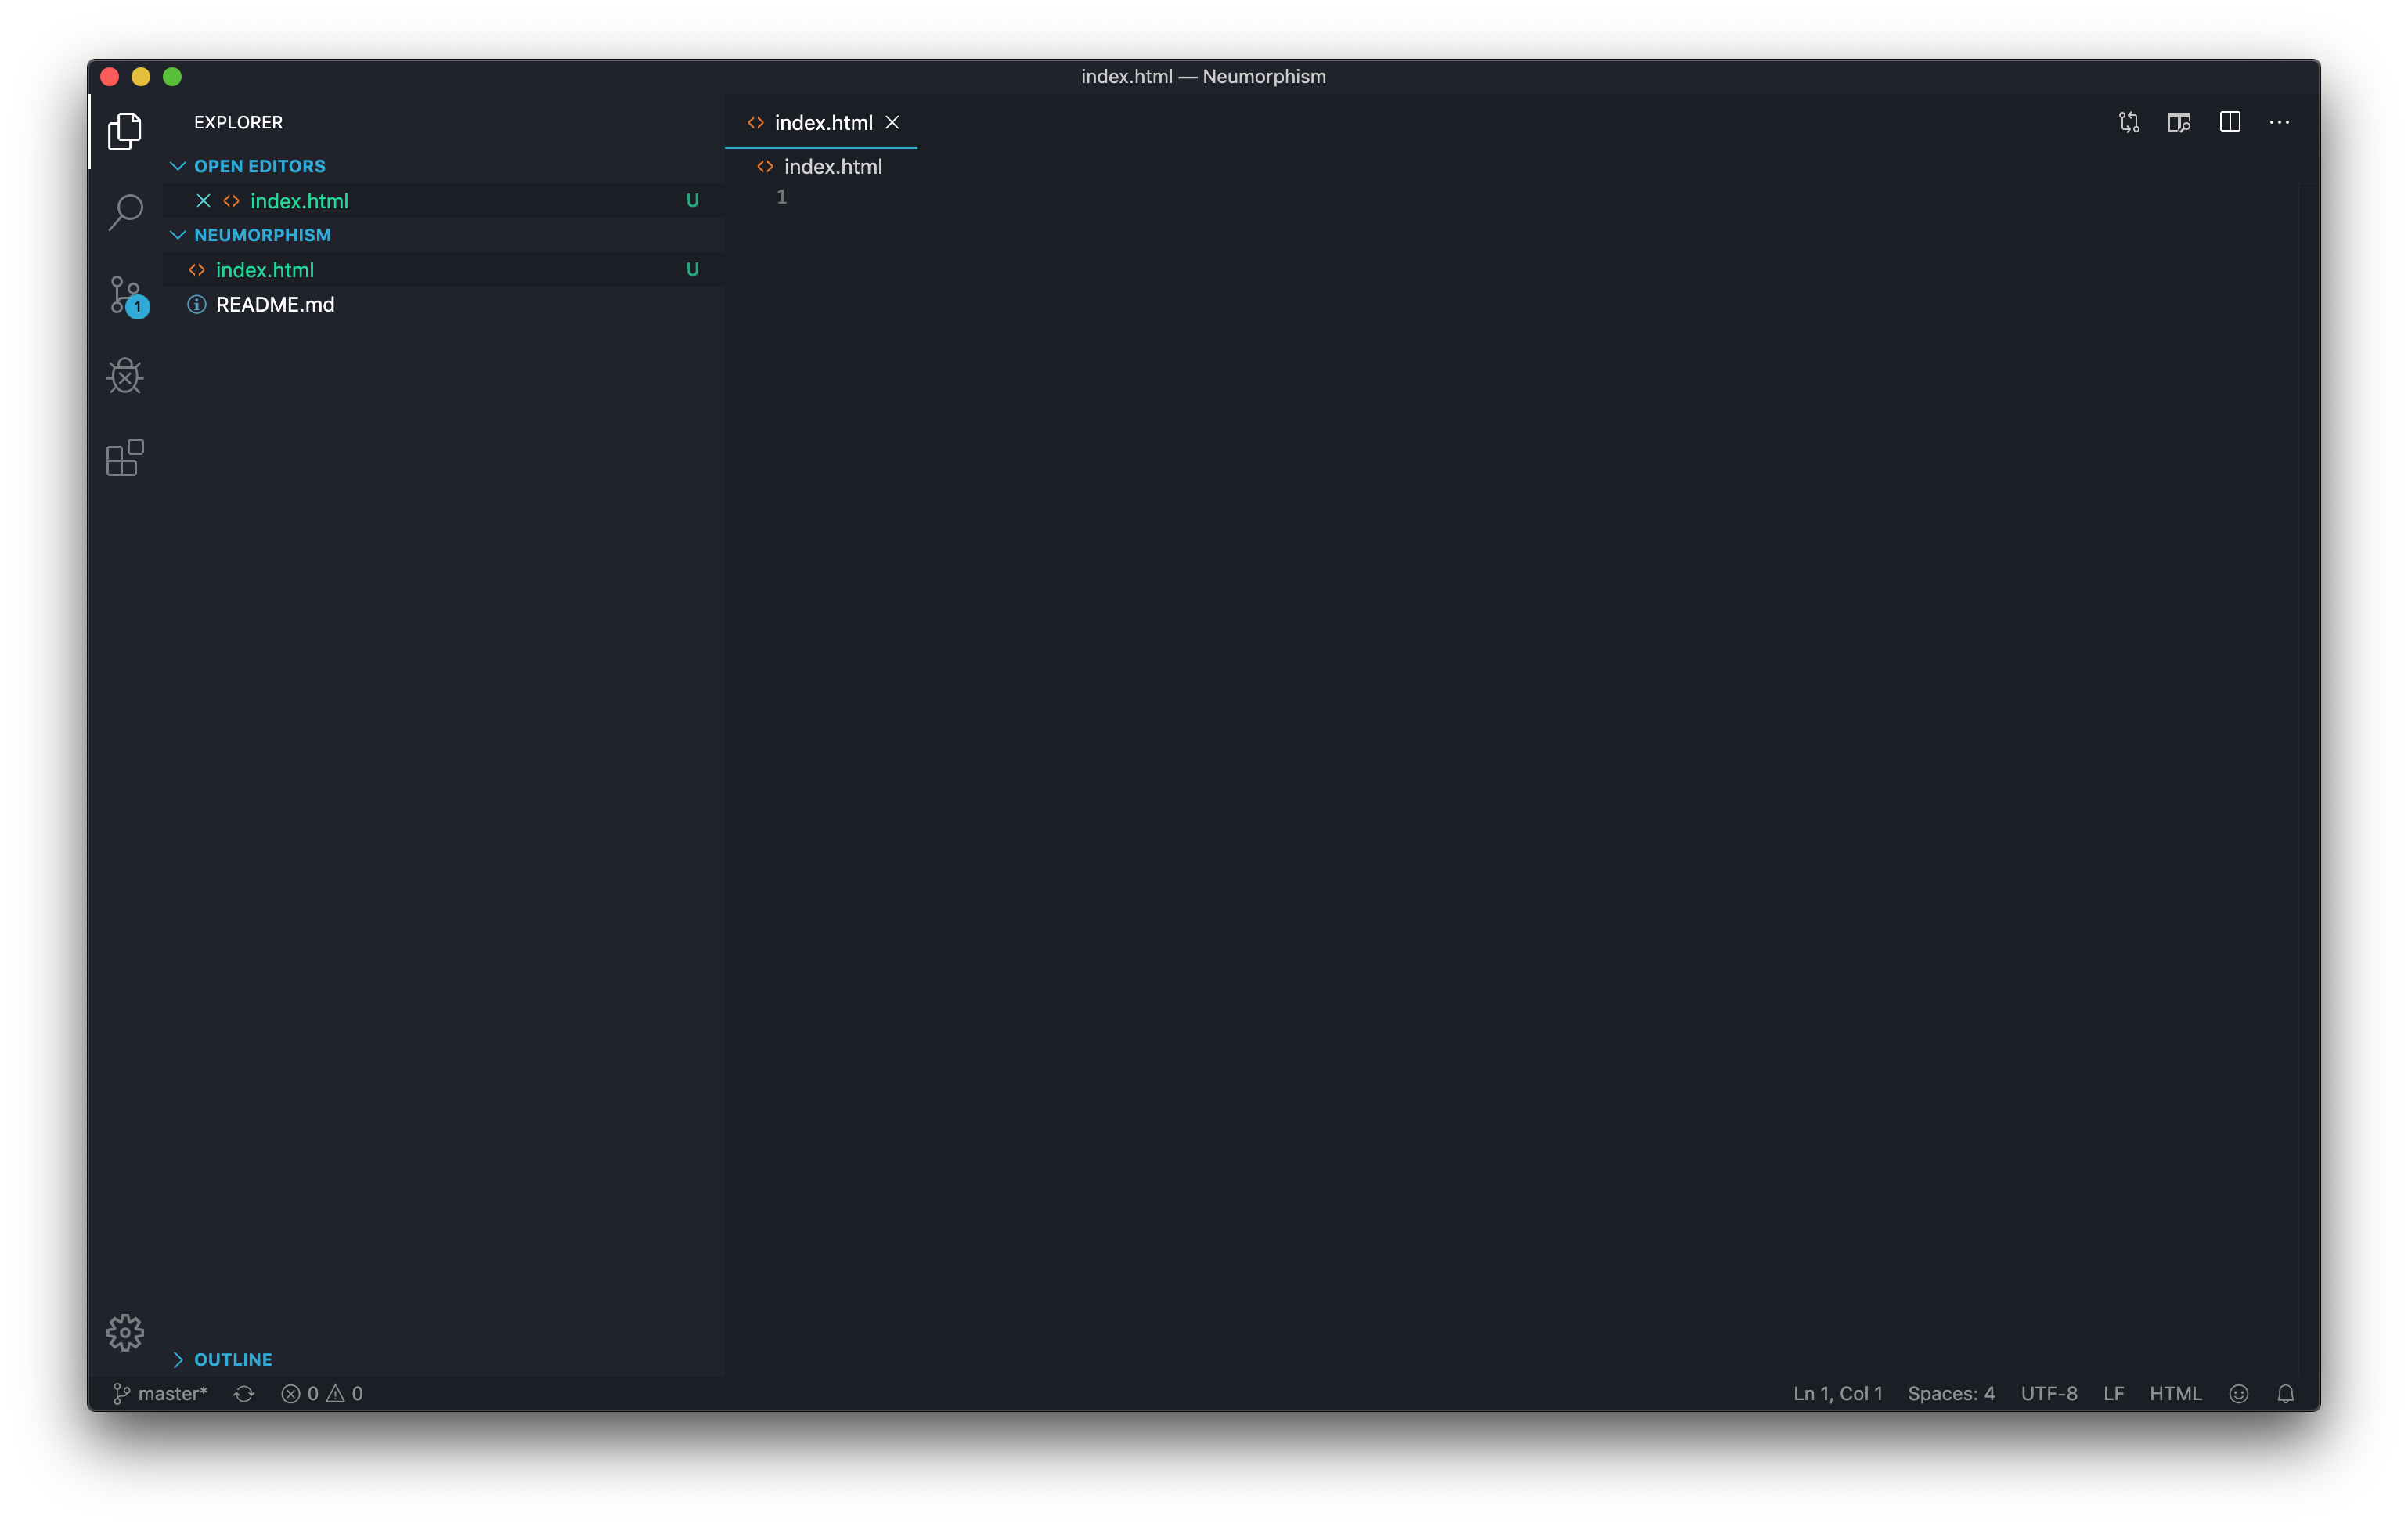 index.html — Neumorphism
EXPLORER
OPEN EDITORS
index.html U
NEUMORPHISM
index.html U
README.md
1
OUTLINE
index.html
index.html
1
master* 0 0
Ln 1, Col 1 Spaces: 4 UTF-8 LF HTML